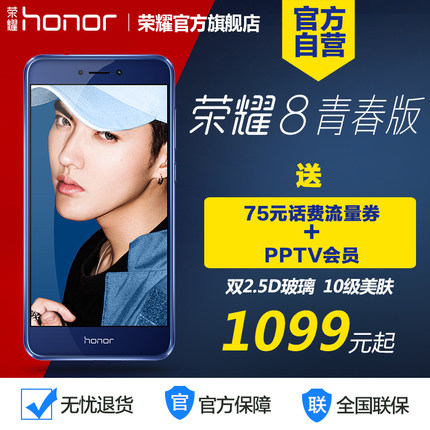 荣耀 honor 荣耀官方旗舰店
官方
自营
荣耀8青春版
送
75元话费流量券
+
PPTV会员
双2.5D玻璃 10级美肤
1099元起
honor
无忧退货 官 官方保障 联 全国联保